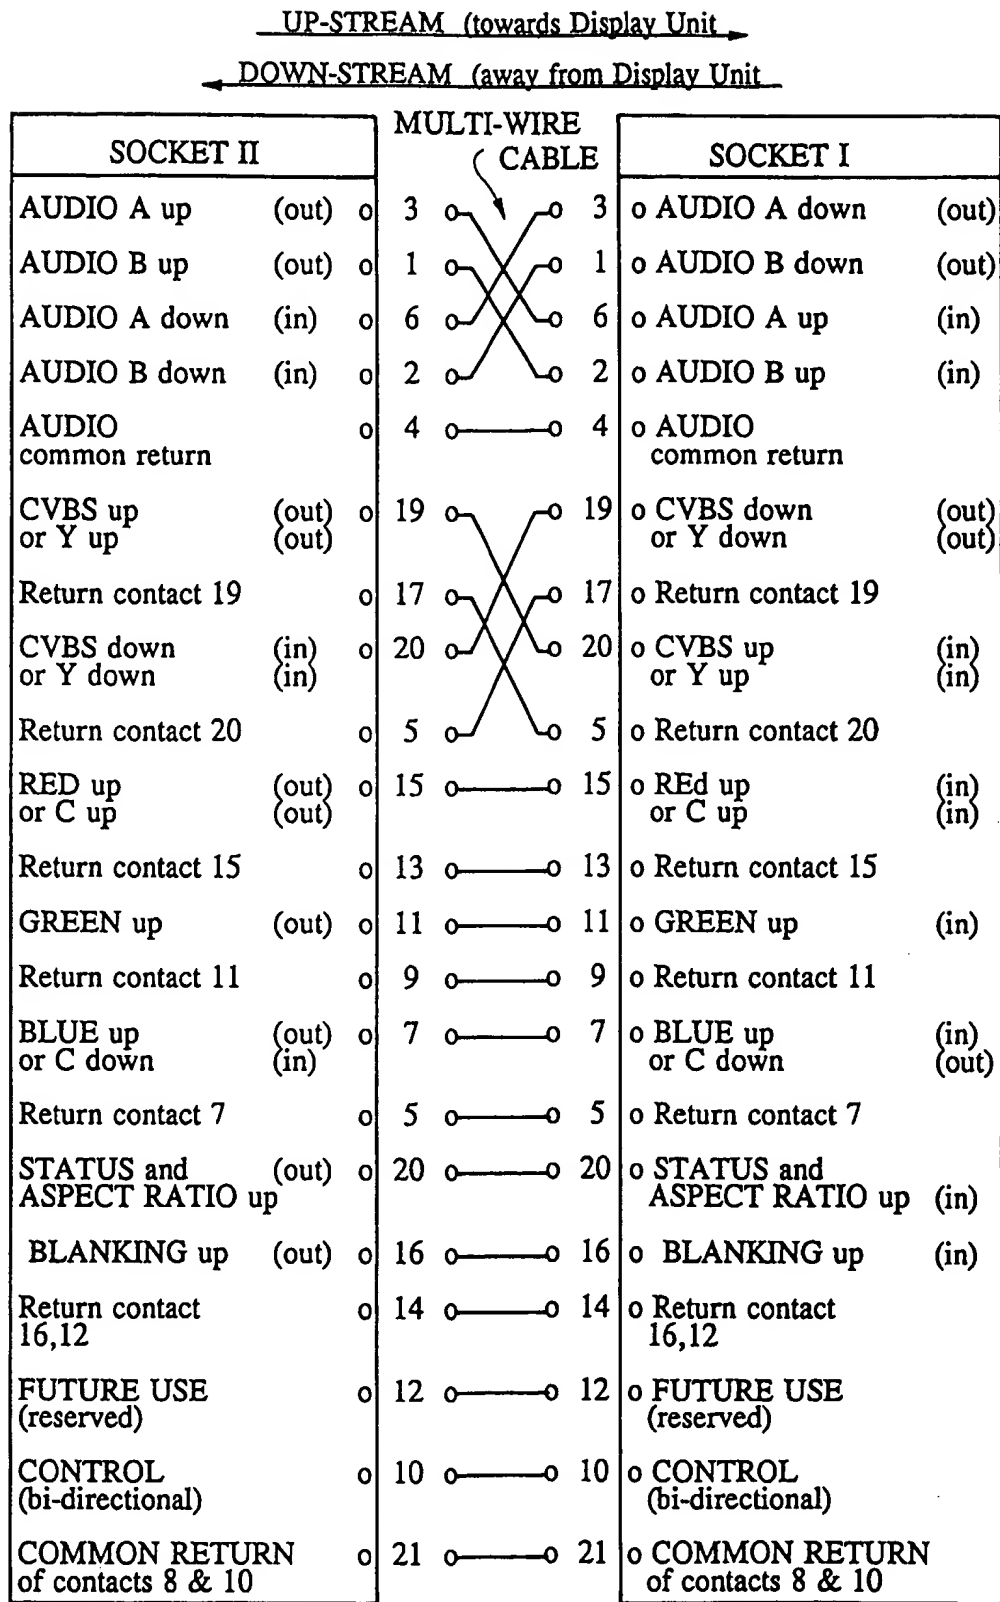 UP-STREAM (towards Display Unit
DOWN-STREAM (away from Display Unit
MULTI-WIRE
CABLE
SOCKET II SOCKET I
AUDIO A up (out) o 3 3 o AUDIO A down (out)
AUDIO B up (out) o 1 1 o AUDIO B down (out)
AUDIO A down (in) o 6 6 o AUDIO A up (in)
AUDIO B down (in) o 2 2 o AUDIO B up (in)
AUDIO o 4 4 o AUDIO
common return common return
CVBS up (out) o 19 19 o CVBS down (out)
or Y up (out) or Y down (out)
Return contact 19 o 17 17 o Return contact 19
CVBS down (in) o 20 20 o CVBS up (in)
or Y down (in) or Y up (in)
Return contact 20 o 5 5 o Return contact 20
RED up (out) o 15 15 o REd up (in)
or C up (out) or C up (in)
Return contact 15 o 13 13 o Return contact 15
GREEN up (out) o 11 11 o GREEN up (in)
Return contact 11 o 9 9 o Return contact 11
BLUE up (out) o 7 7 o BLUE up (in)
or C down (in) or C down (out)
Return contact 7 o 5 5 o Return contact 7
STATUS and (out) o 20 20 o STATUS and
ASPECT RATIO up ASPECT RATIO up (in)
BLANKING up (out) o 16 16 o BLANKING up (in)
Return contact o 14 14 o Return contact
16,12 16,12
FUTURE USE o 12 12 o FUTURE USE
(reserved) (reserved)
CONTROL o 10 10 o CONTROL
(bi-directional) (bi-directional)
COMMON RETURN o 21 21 o COMMON RETURN
of contacts 8 & 10 of contacts 8 & 10